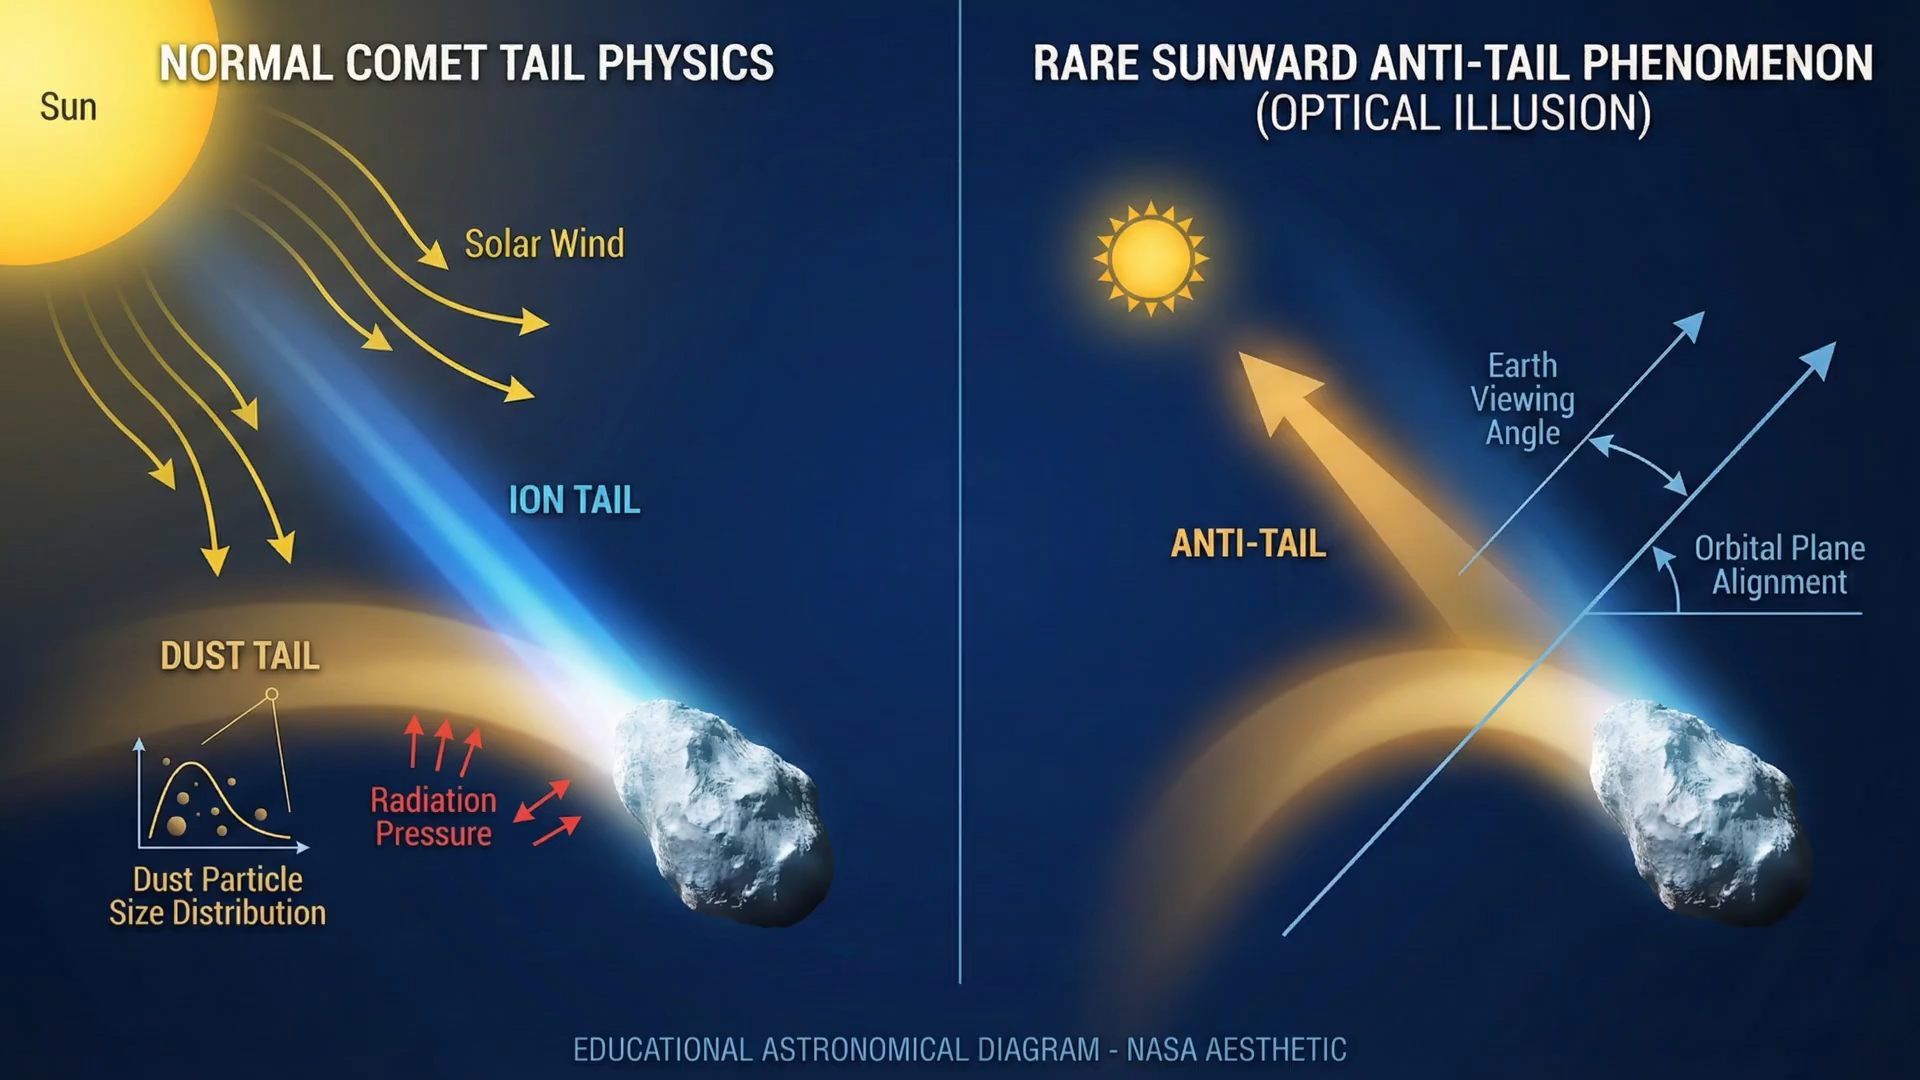 NORMAL COMET TAIL PHYSICS
Sun
Solar Wind
ION TAIL
DUST TAIL
Radiation
Pressure
Dust Particle
Size Distribution
RARE SUNWARD ANTI-TAIL PHENOMENON
(OPTICAL ILLUSION)
Earth
Viewing
Angle
ANTI-TAIL
Orbital Plane
Alignment
EDUCATIONAL ASTRONOMICAL DIAGRAM - NASA AESTHETIC